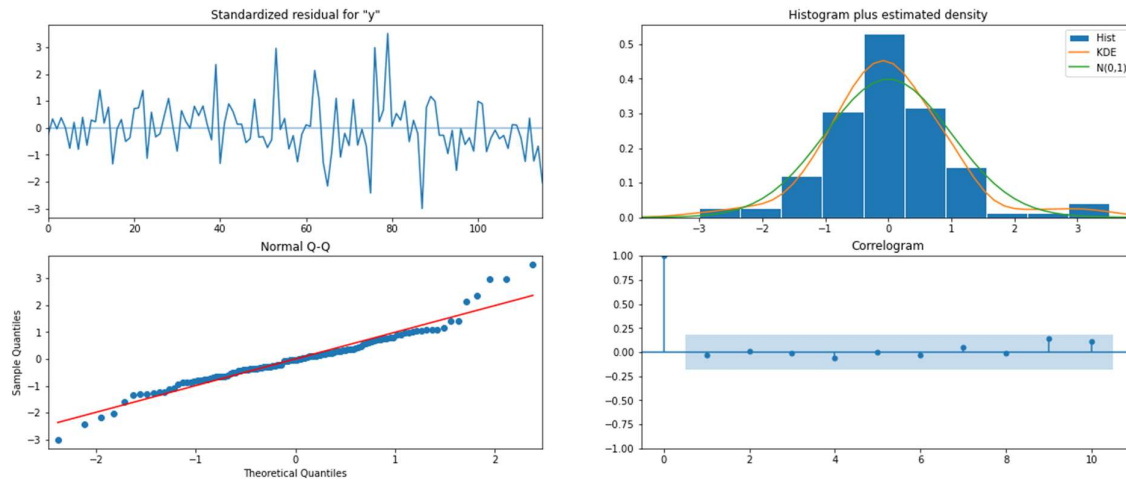 Standardized residual for "y"
3
2
1
0
−1
−2
−3
0 20 40 60 80 100
Histogram plus estimated density
Hist
KDE
N(0,1)
0.5
0.4
0.3
0.2
0.1
0.0
−3 −2 −1 0 1 2 3
Normal Q-Q
Sample Quantiles
3
2
1
0
−1
−2
−3
−2 −1 0 1 2
Theoretical Quantiles
Correlogram
1.00
0.75
0.50
0.25
0.00
−0.25
−0.50
−0.75
−1.00
0 2 4 6 8 10